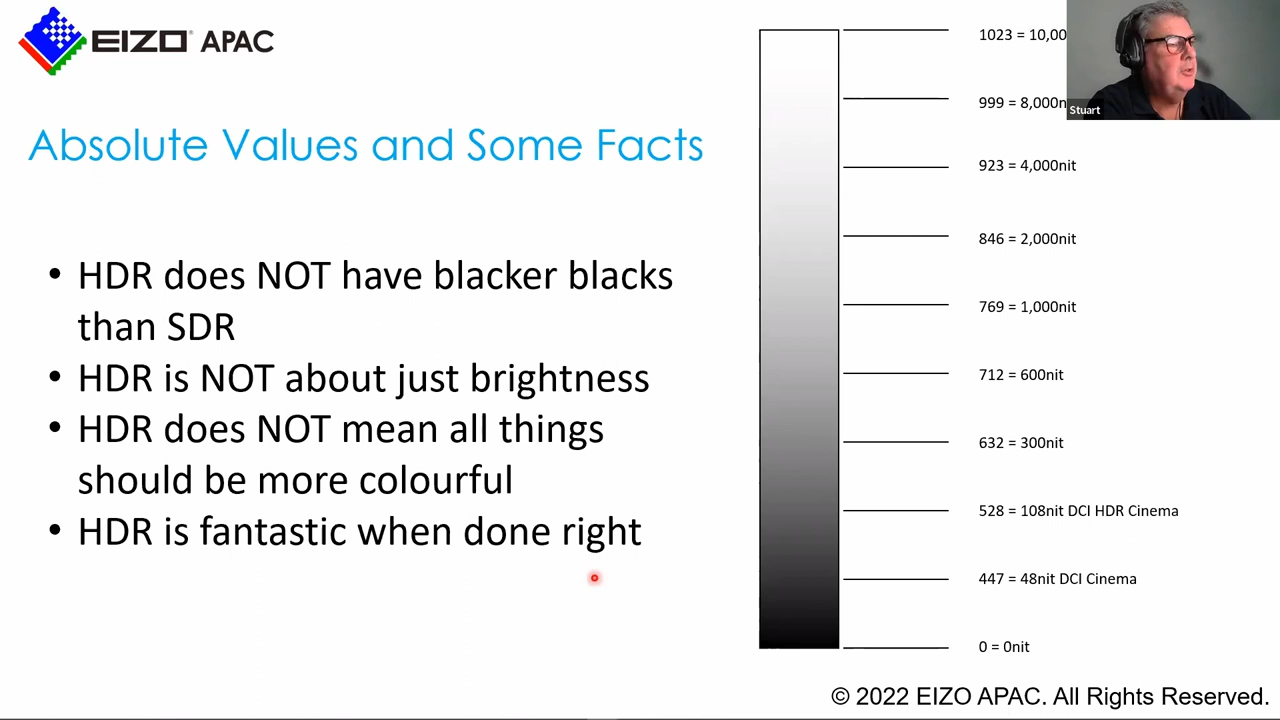 EIZO APAC
Absolute Values and Some Facts
• HDR does NOT have blacker blacks
than SDR
• HDR is NOT about just brightness
• HDR does NOT mean all things
should be more colourful
• HDR is fantastic when done right
1023 = 10,00
999 = 8,000n
923 = 4,000nit
846 = 2,000nit
769 = 1,000nit
712 = 600nit
632 = 300nit
528 = 108nit DCI HDR Cinema
447 = 48nit DCI Cinema
0 = 0nit
Stuart
© 2022 EIZO APAC. All Rights Reserved.